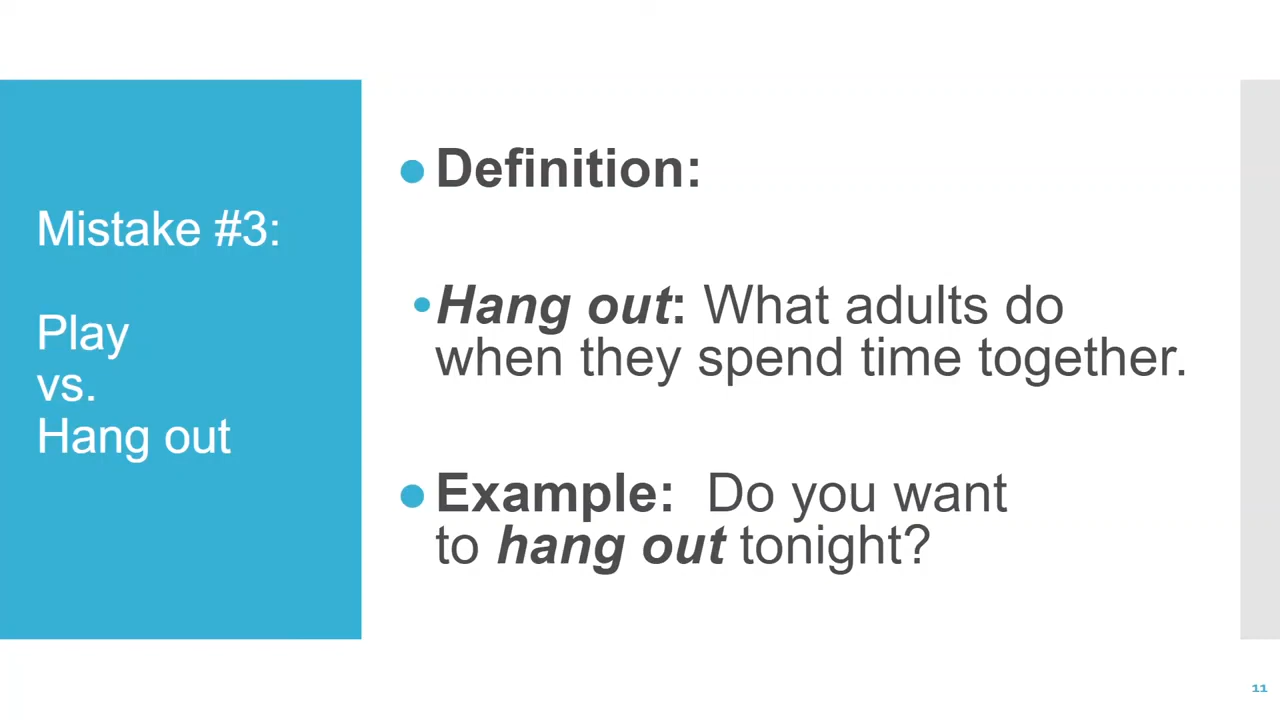 Mistake #3:
Play
vs.
Hang out
● Definition:
• Hang out: What adults do
when they spend time together.
● Example: Do you want
to hang out tonight?
11